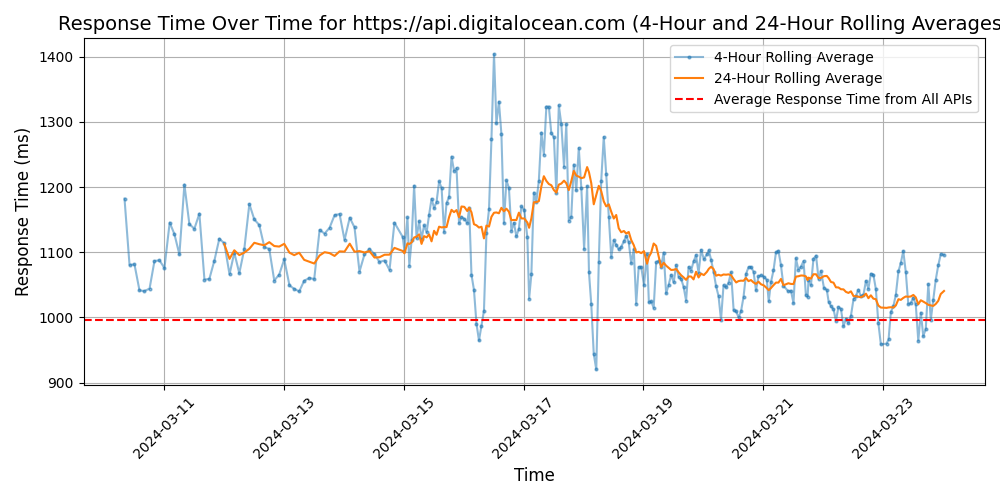 Response Time Over Time for https://api.digitalocean.com (4-Hour and 24-Hour Rolling Averages
4-Hour Rolling Average
24-Hour Rolling Average
Average Response Time from All APIs
Response Time (ms)
1400
1300
1200
1100
1000
900
2024-03-11
2024-03-13
2024-03-15
2024-03-17
2024-03-19
2024-03-21
2024-03-23
Time